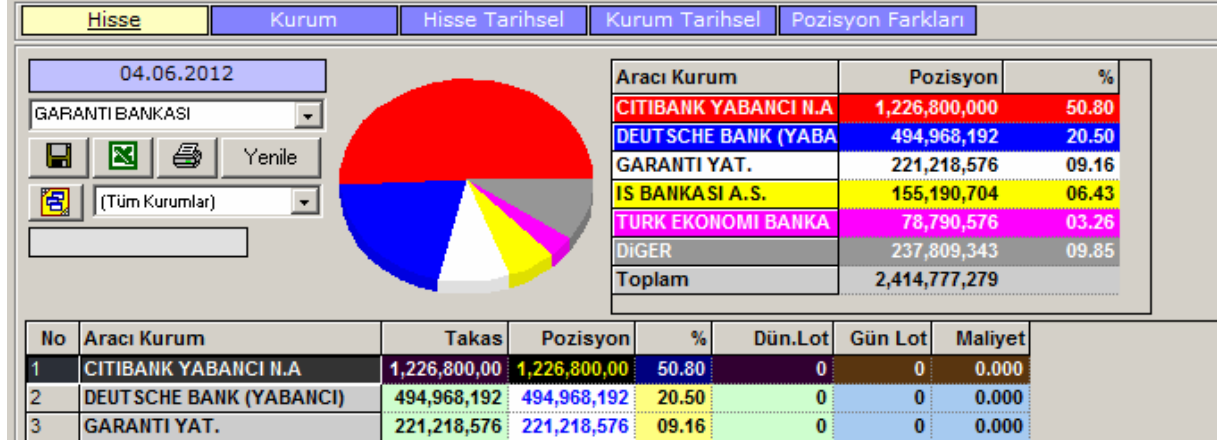 Hisse Kurum Hisse Tarihsel Kurum Tarihsel Pozisyon Farkları
04.06.2012
GARANTI BANKASI
Yenile
(Tüm Kurumlar)
Aracı Kurum Pozisyon %
CITIBANK YABANCI N.A 1,226,800,000 50.80
DEUTSCHE BANK (YABA 494,968,192 20.50
GARANTI YAT. 221,218,576 09.16
IS BANKASI A.S. 155,190,704 06.43
TURK EKONOMI BANKA 78,790,576 03.26
DiGER 237,809,343 09.85
Toplam 2,414,777,279
No Aracı Kurum Takas Pozisyon % Dün.Lot Gün Lot Maliyet
1 CITIBANK YABANCI N.A 1,226,800,00 1,226,800,00 50.80 0 0 0.000
2 DEUTSCHE BANK (YABANCI) 494,968,192 494,968,192 20.50 0 0 0.000
3 GARANTI YAT. 221,218,576 221,218,576 09.16 0 0 0.000